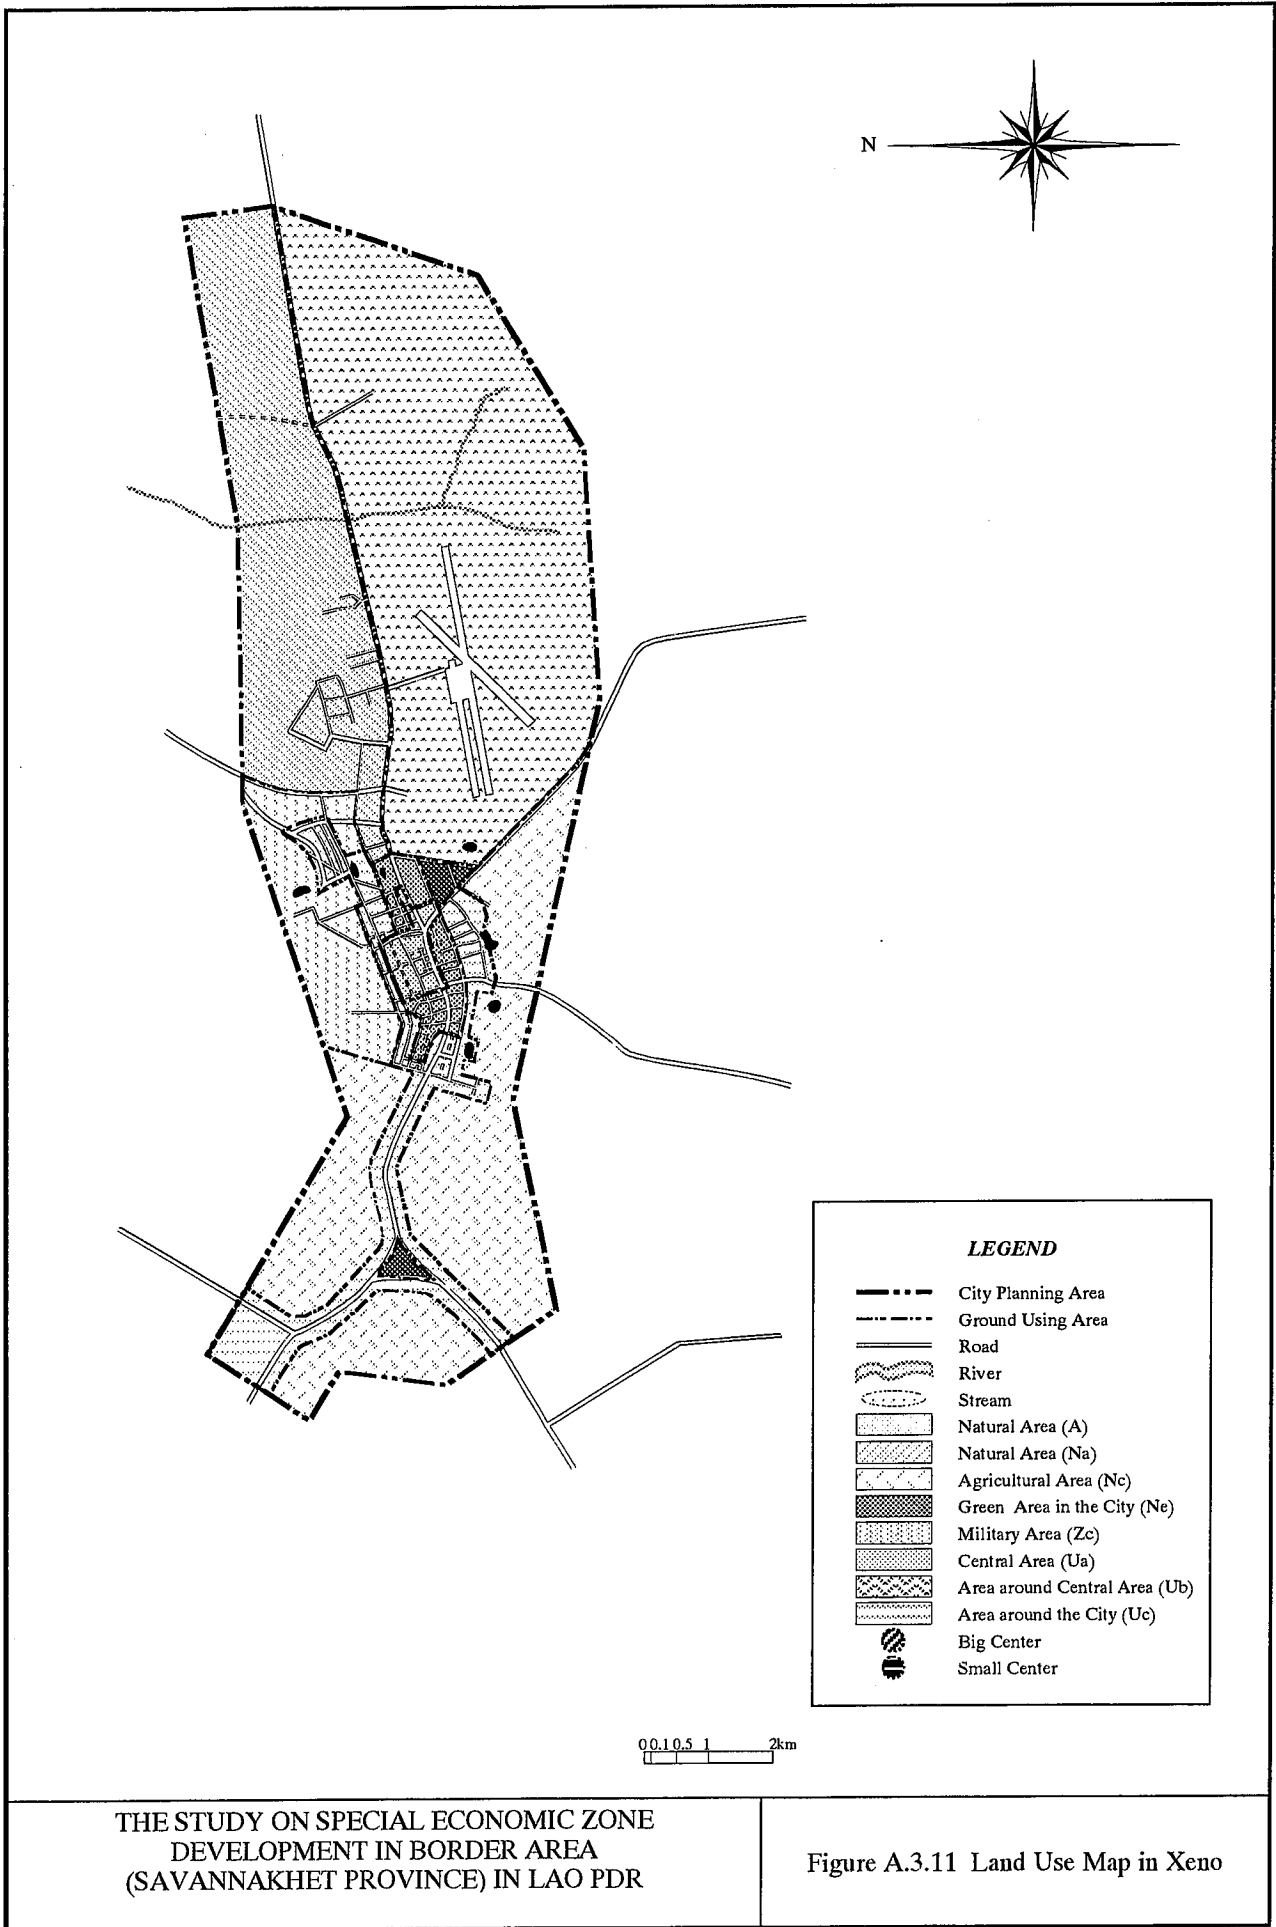 N
LEGEND
City Planning Area
Ground Using Area
Road
River
Stream
Natural Area (A)
Natural Area (Na)
Agricultural Area (Nc)
Green Area in the City (Ne)
Military Area (Zc)
Central Area (Ua)
Area around Central Area (Ub)
Area around the City (Uc)
Big Center
Small Center
0 0.1 0.5 1 2km
THE STUDY ON SPECIAL ECONOMIC ZONE
DEVELOPMENT IN BORDER AREA
(SAVANNAKHET PROVINCE) IN LAO PDR
Figure A.3.11 Land Use Map in Xeno